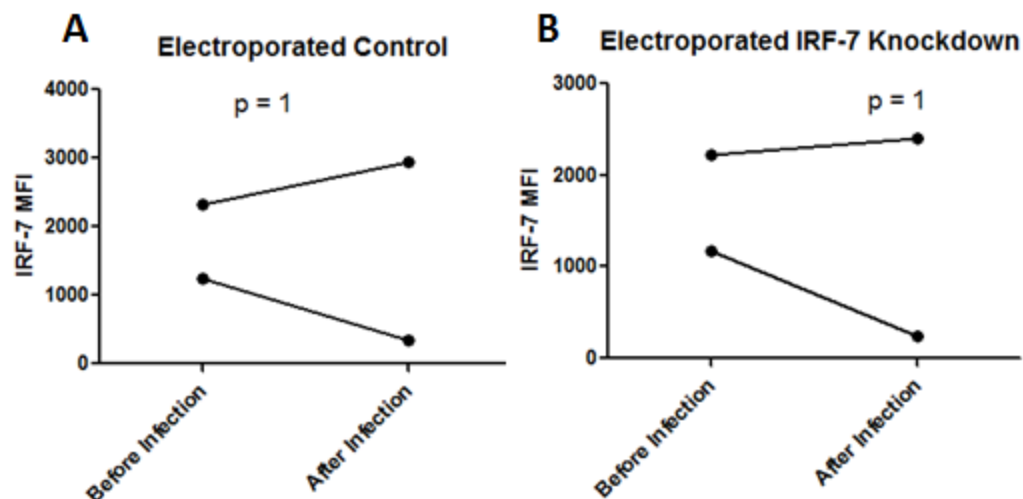 A
Electroporated Control
p = 1
4000
3000
2000
1000
0
IRF-7 MFI
Before Infection
After Infection
B
Electroporated IRF-7 Knockdown
p = 1
3000
2000
1000
0
IRF-7 MFI
Before Infection
After Infection